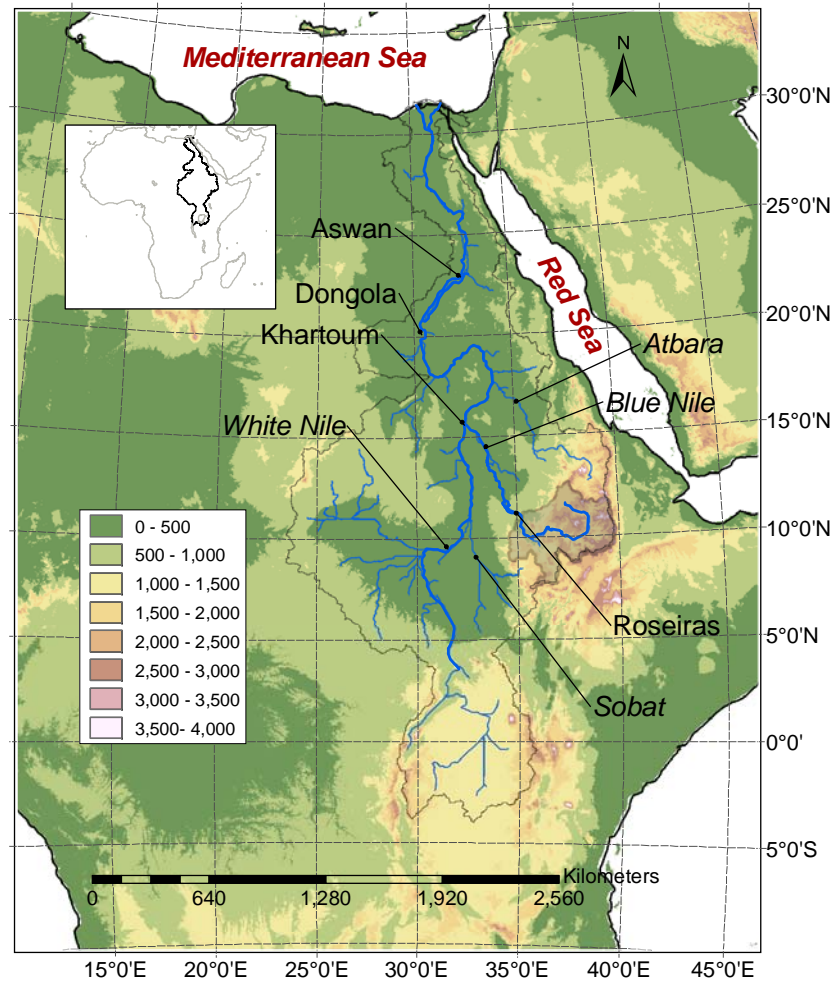 Mediterranean Sea
N
30°0'N
25°0'N
Aswan
Red Sea
Dongola
20°0'N
Khartoum
Atbara
Blue Nile
15°0'N
White Nile
0 - 500
500 - 1,000
1,000 - 1,500
1,500 - 2,000
2,000 - 2,500
2,500 - 3,000
3,000 - 3,500
3,500- 4,000
10°0'N
Roseiras
5°0'N
Sobat
0°0'
5°0'S
Kilometers
0 640 1,280 1,920 2,560
15°0'E 20°0'E 25°0'E 30°0'E 35°0'E 40°0'E 45°0'E